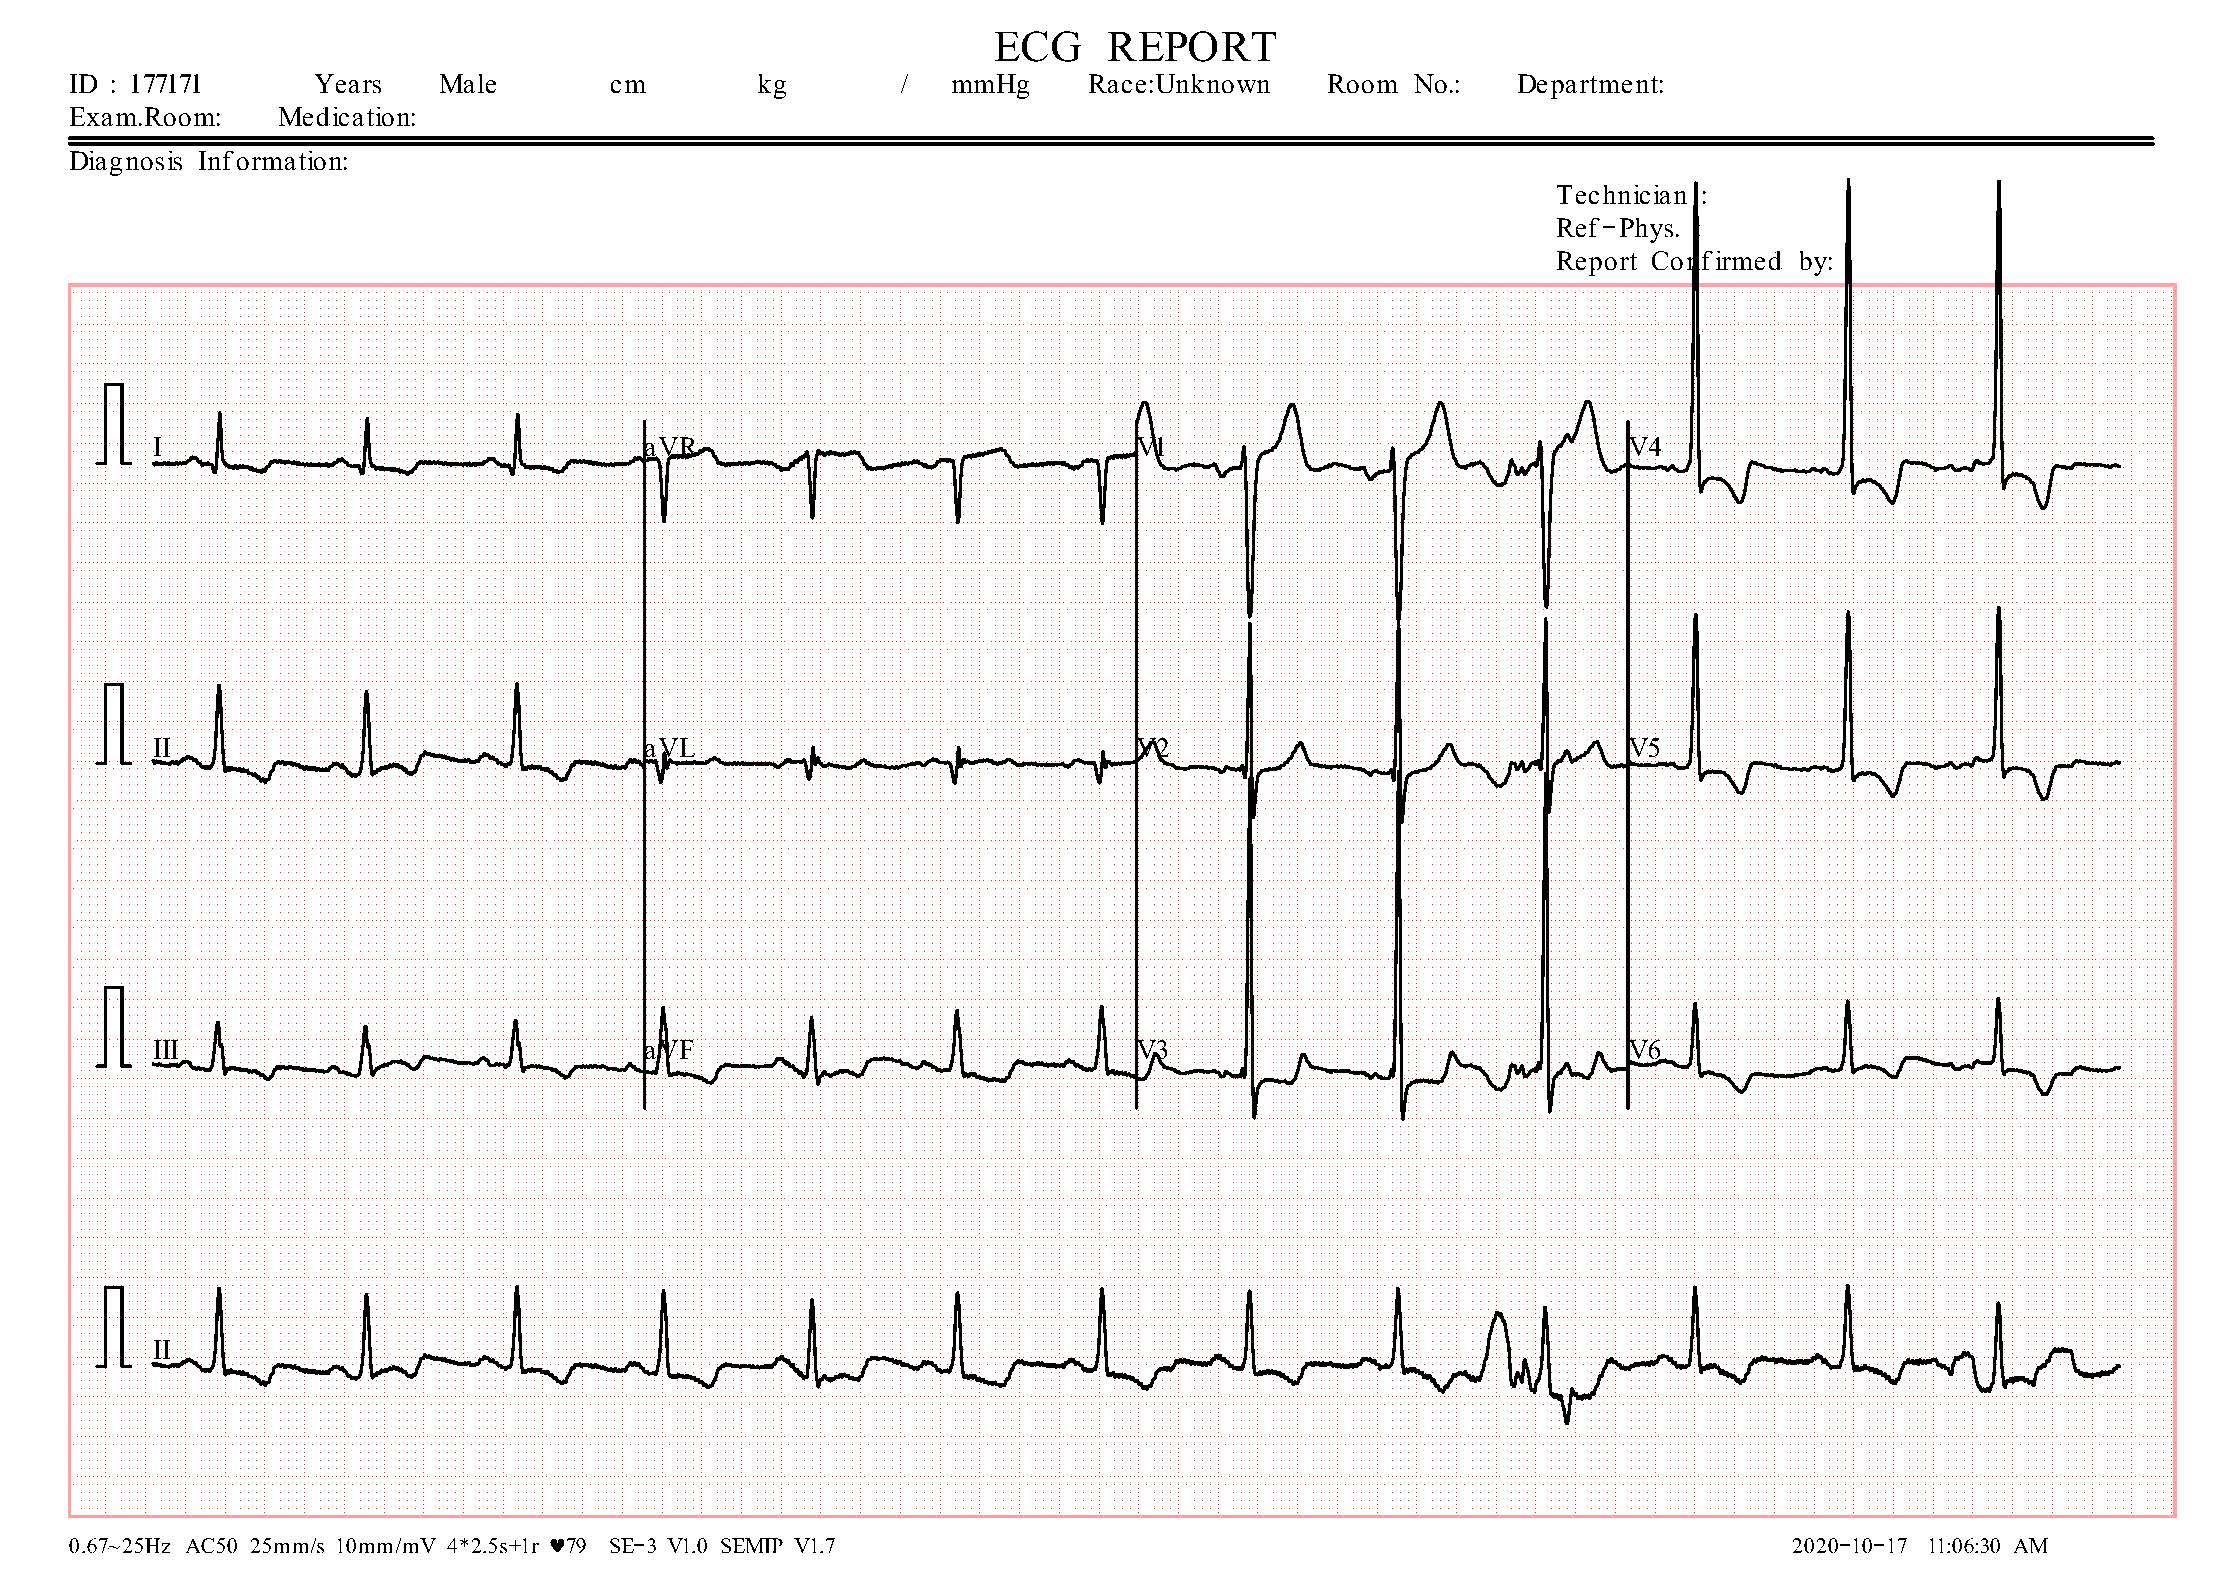 ECG REPORT
ID : 177171 Years Male cm kg / mmHg Race:Unknown Room No.: Department:
Exam.Room: Medication:
Diagnosis Information:
Technician :
Ref-Phys. :
Report Confirmed by:
I aVR V1 V4
II aVL V2 V5
III aVF V3 V6
II
0.67~25Hz AC50 25mm/s 10mm/mV 4*2.5s+1r ♥79 SE-3 V1.0 SEMIP V1.7 2020-10-17 11:06:30 AM